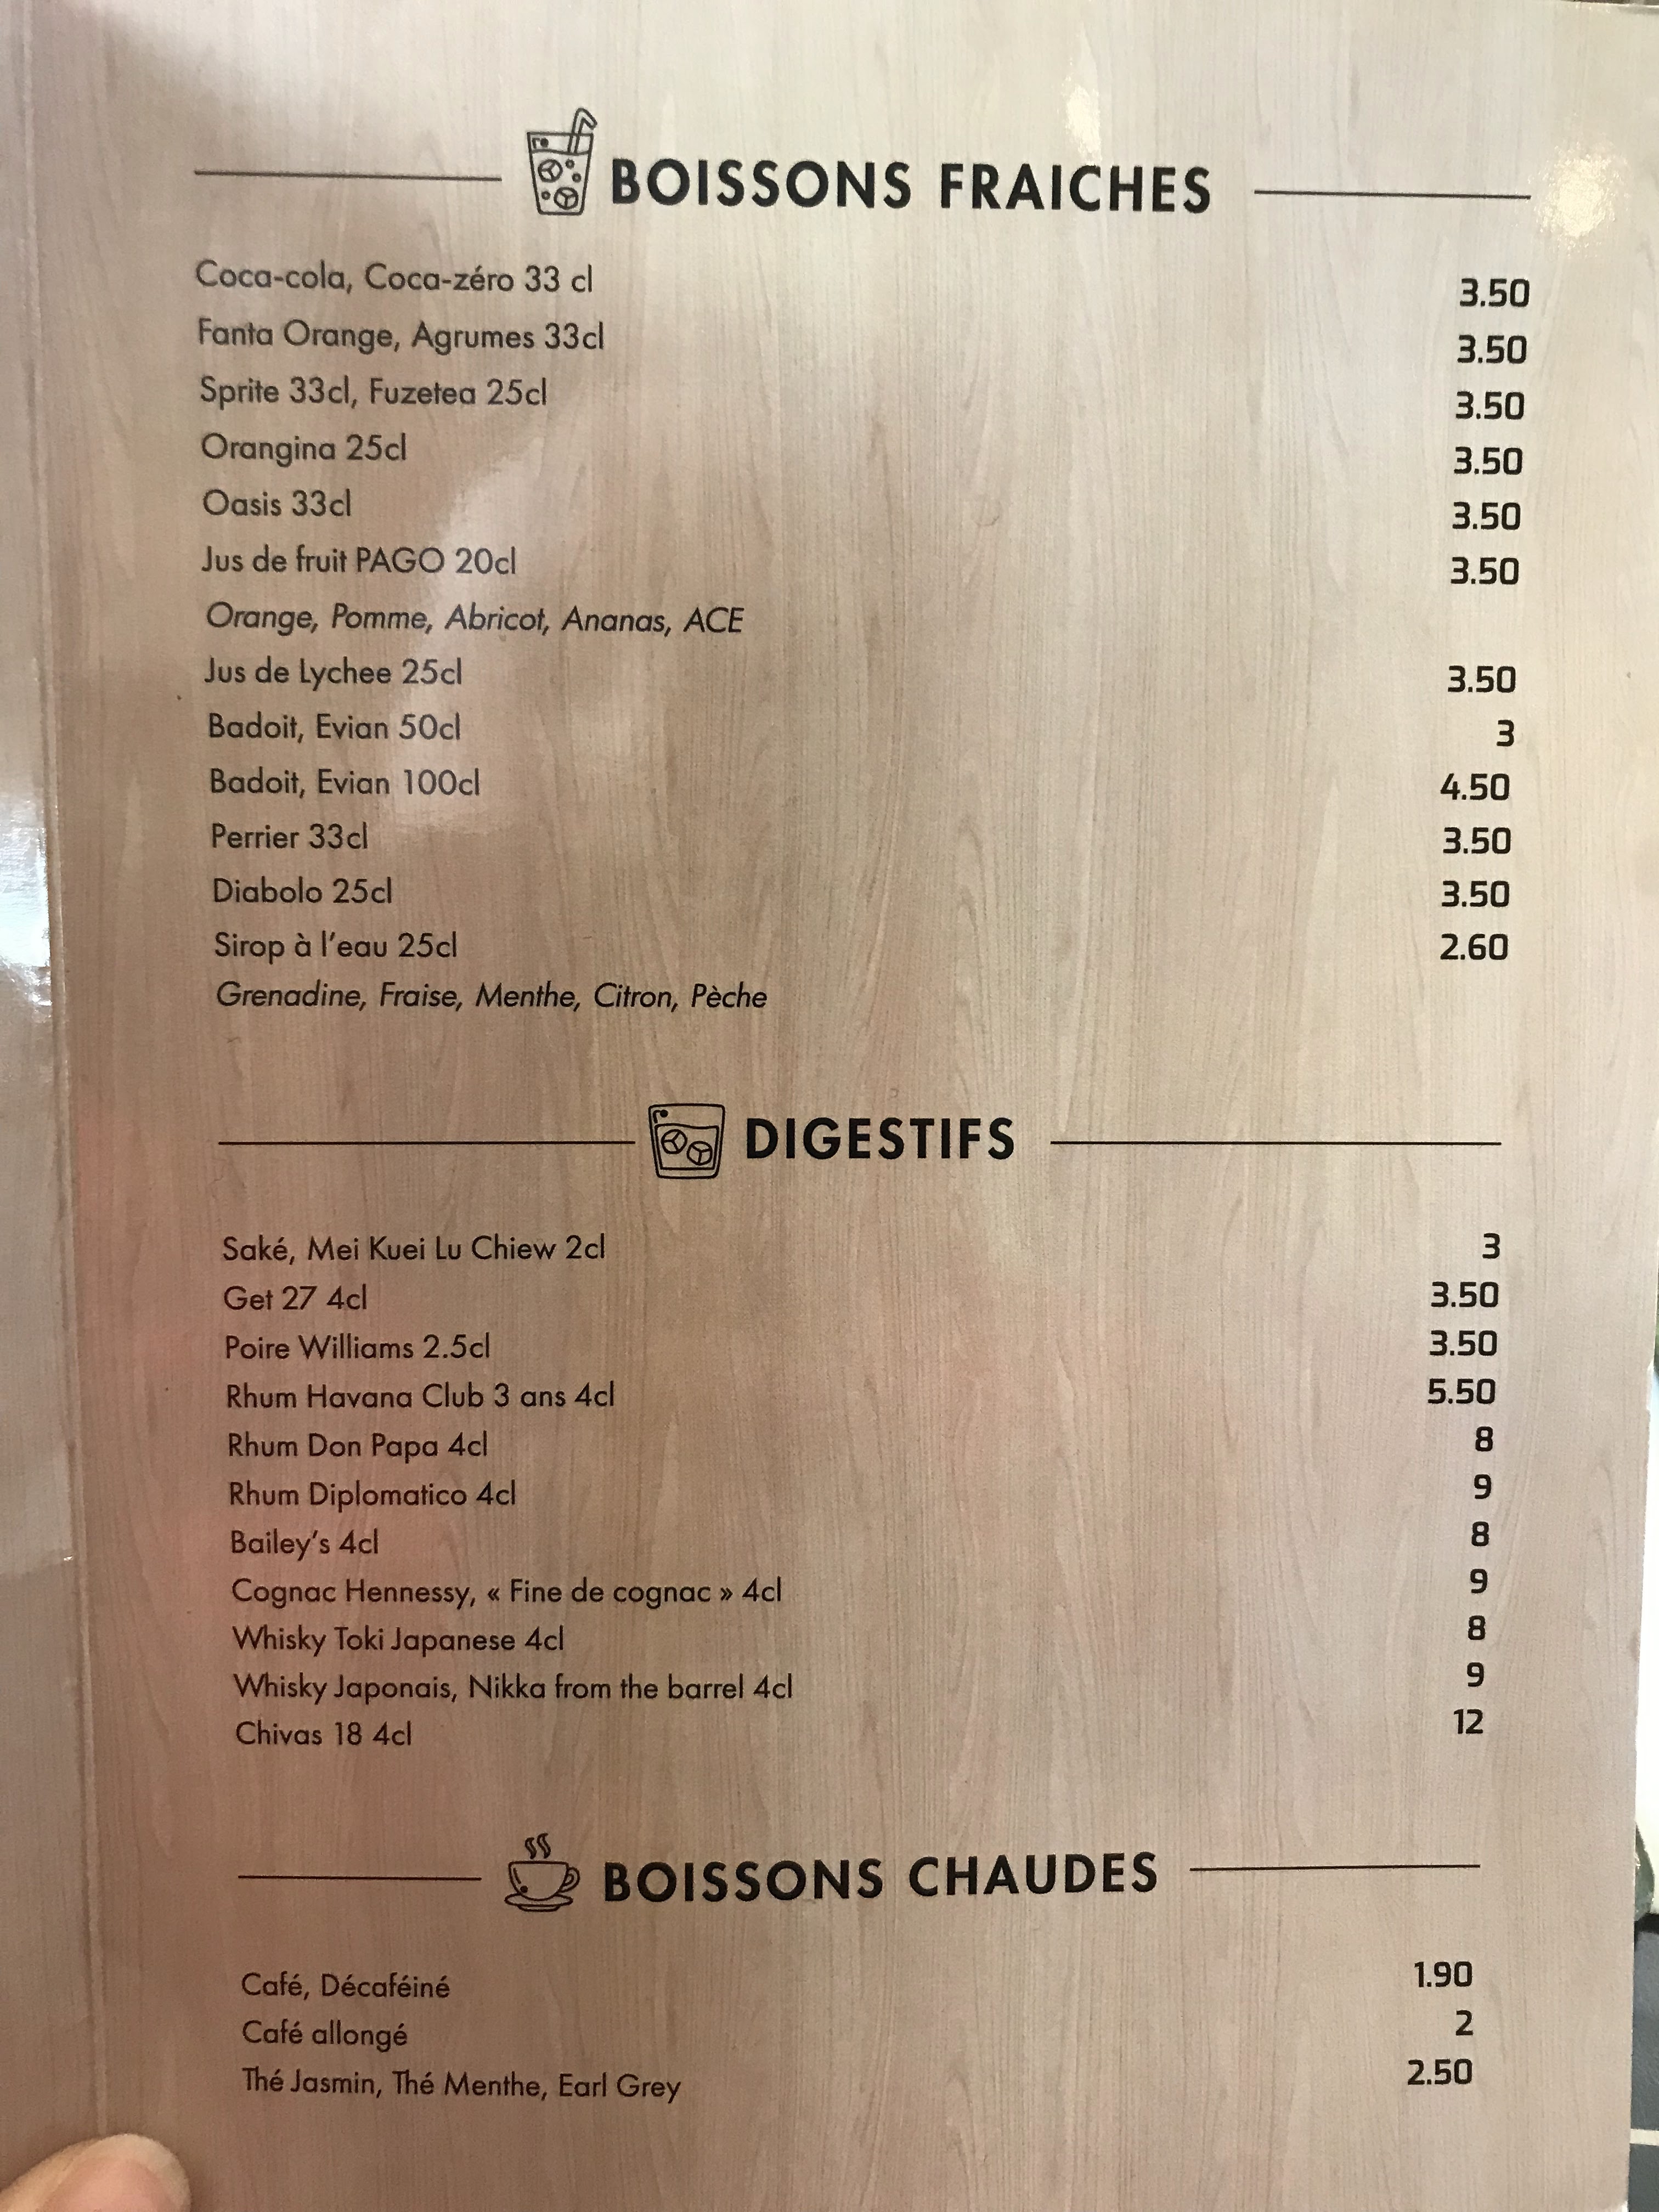 BOISSONS FRAICHES
Coca-cola, Coca-zéro 33 cl 3.50
Fanta Orange, Agrumes 33cl 3.50
Sprite 33cl, Fuzetea 25cl 3.50
Orangina 25cl 3.50
Oasis 33cl 3.50
Jus de fruit PAGO 20cl 3.50
Orange, Pomme, Abricot, Ananas, ACE
Jus de Lychee 25cl 3.50
Badoit, Evian 50cl 3
Badoit, Evian 100cl 4.50
Perrier 33cl 3.50
Diabolo 25cl 3.50
Sirop à l'eau 25cl 2.60
Grenadine, Fraise, Menthe, Citron, Pèche
DIGESTIFS
Saké, Mei Kuei Lu Chiew 2cl 3
Get 27 4cl 3.50
Poire Williams 2.5cl 3.50
Rhum Havana Club 3 ans 4cl 5.50
Rhum Don Papa 4cl 8
Rhum Diplomatico 4cl 9
Bailey's 4cl 8
Cognac Hennessy, « Fine de cognac » 4cl 9
Whisky Toki Japanese 4cl 8
Whisky Japonais, Nikka from the barrel 4cl 9
Chivas 18 4cl 12
BOISSONS CHAUDES
Café, Décaféiné 1.90
Café allongé 2
Thé Jasmin, Thé Menthe, Earl Grey 2.50